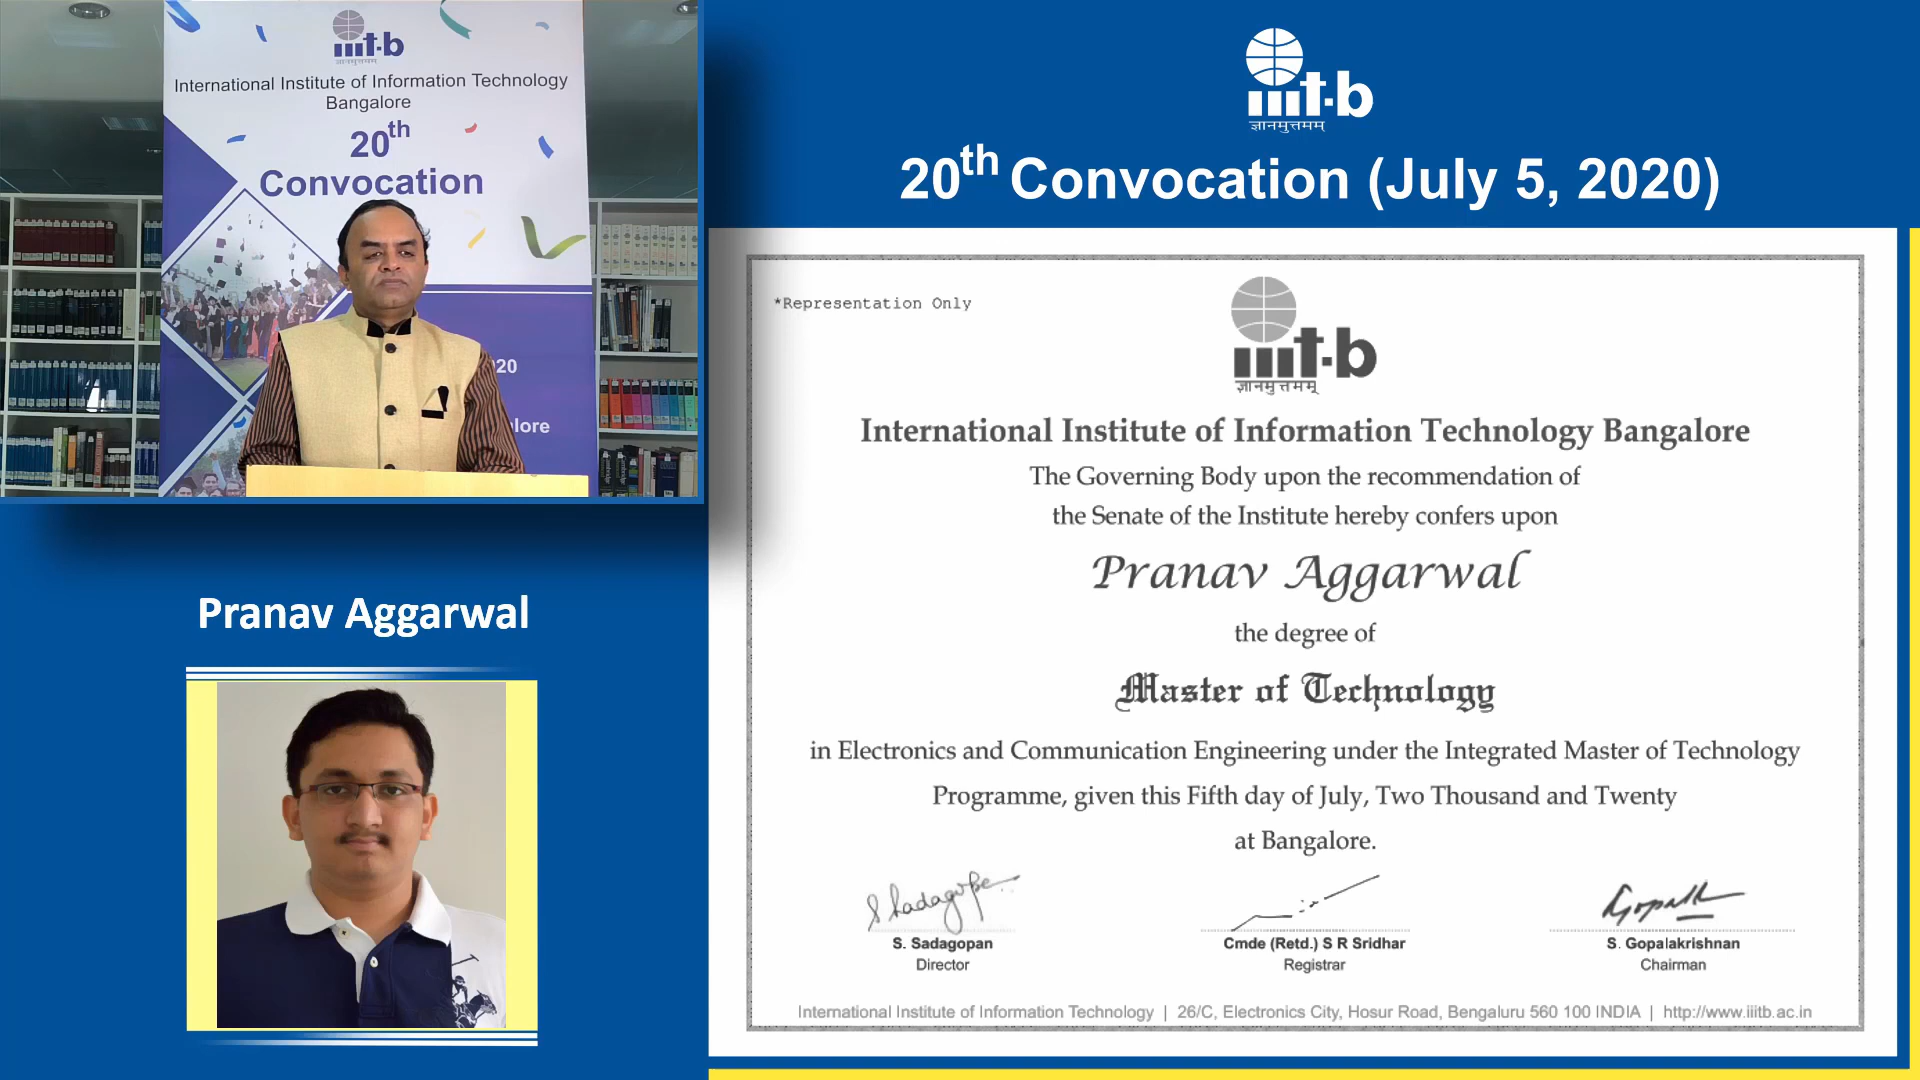 iiit-b
ज्ञानमुत्तमम्
International Institute of Information Technology
Bangalore
20th
Convocation
20
lore
iiit-b
ज्ञानमुत्तमम्
20th Convocation (July 5, 2020)
Pranav Aggarwal
*Representation Only
iiit-b
ज्ञानमुत्तमम्
International Institute of Information Technology Bangalore
The Governing Body upon the recommendation of
the Senate of the Institute hereby confers upon
Pranav Aggarwal
the degree of
Master of Technology
in Electronics and Communication Engineering under the Integrated Master of Technology
Programme, given this Fifth day of July, Two Thousand and Twenty
at Bangalore.
S. Sadagopan
Director
Cmde (Retd.) S R Sridhar
Registrar
S. Gopalakrishnan
Chairman
International Institute of Information Technology | 26/C, Electronics City, Hosur Road, Bengaluru 560 100 INDIA | http://www.iiitb.ac.in